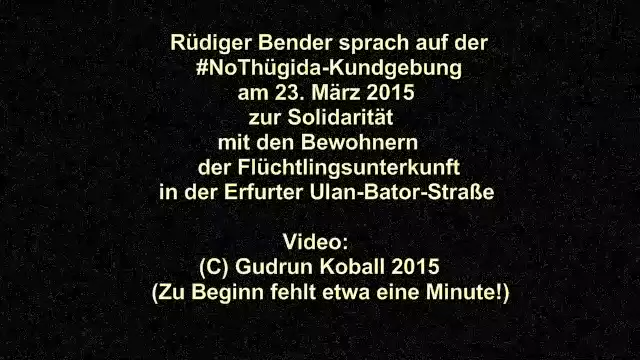 Rüdiger Bender sprach auf der
#NoThügida-Kundgebung
am 23. März 2015
zur Solidarität
mit den Bewohnern
der Flüchtlingsunterkunft
in der Erfurter Ulan-Bator-Straße
Video:
(C) Gudrun Koball 2015
(Zu Beginn fehlt etwa eine Minute!)